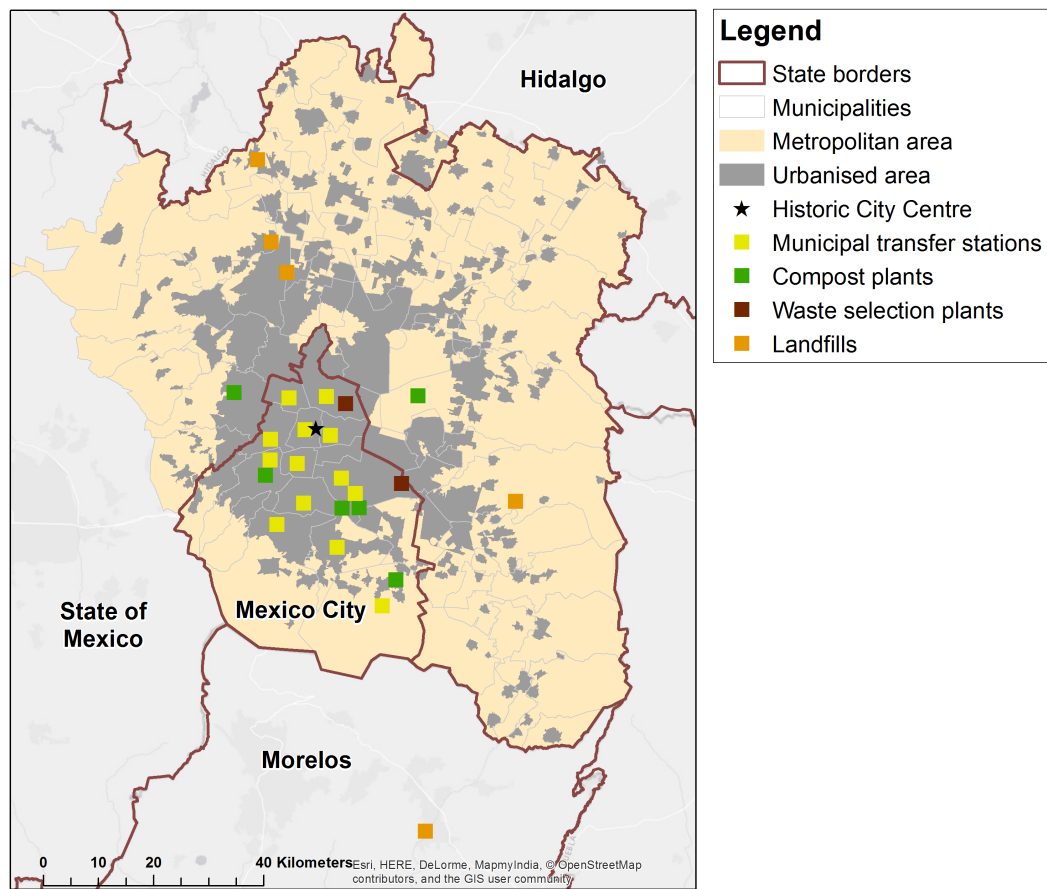 Hidalgo
HIDALGO
State of
Mexico
Mexico City
Morelos
0 10 20 40 Kilometers
Esri, HERE, DeLorme, MapmyIndia, © OpenStreetMap
contributors, and the GIS user community
Legend
State borders
Municipalities
Metropolitan area
Urbanised area
Historic City Centre
Municipal transfer stations
Compost plants
Waste selection plants
Landfills